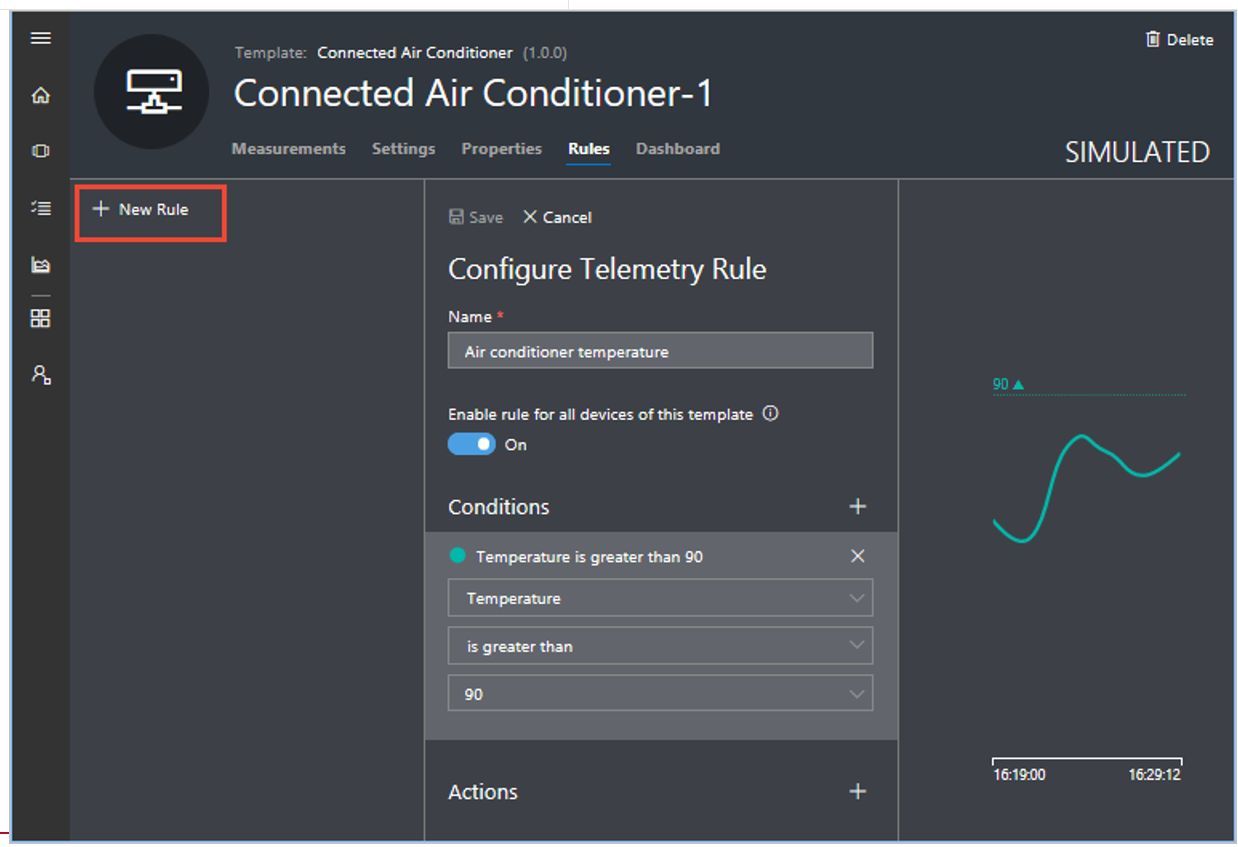 Delete
Template: Connected Air Conditioner (1.0.0)
Connected Air Conditioner-1
Measurements Settings Properties Rules Dashboard
SIMULATED
New Rule
Save Cancel
Configure Telemetry Rule
Name *
Air conditioner temperature
Enable rule for all devices of this template
On
Conditions
Temperature is greater than 90
Temperature
is greater than
90
Actions
90
16:19:00 16:29:12